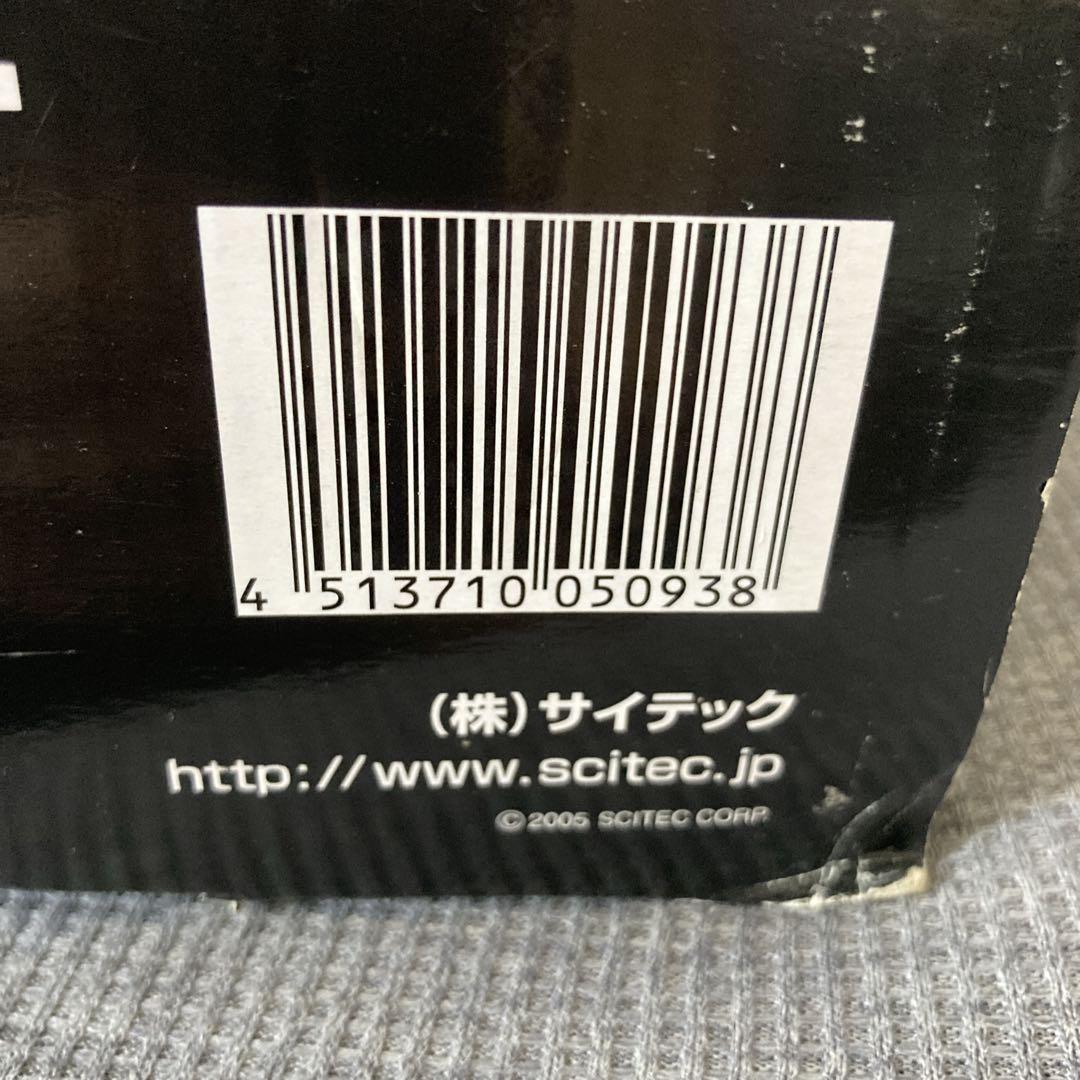 4 513710 050938
(株)サイテック
http://www.scitec.jp
©2005 SCITEC CORP.